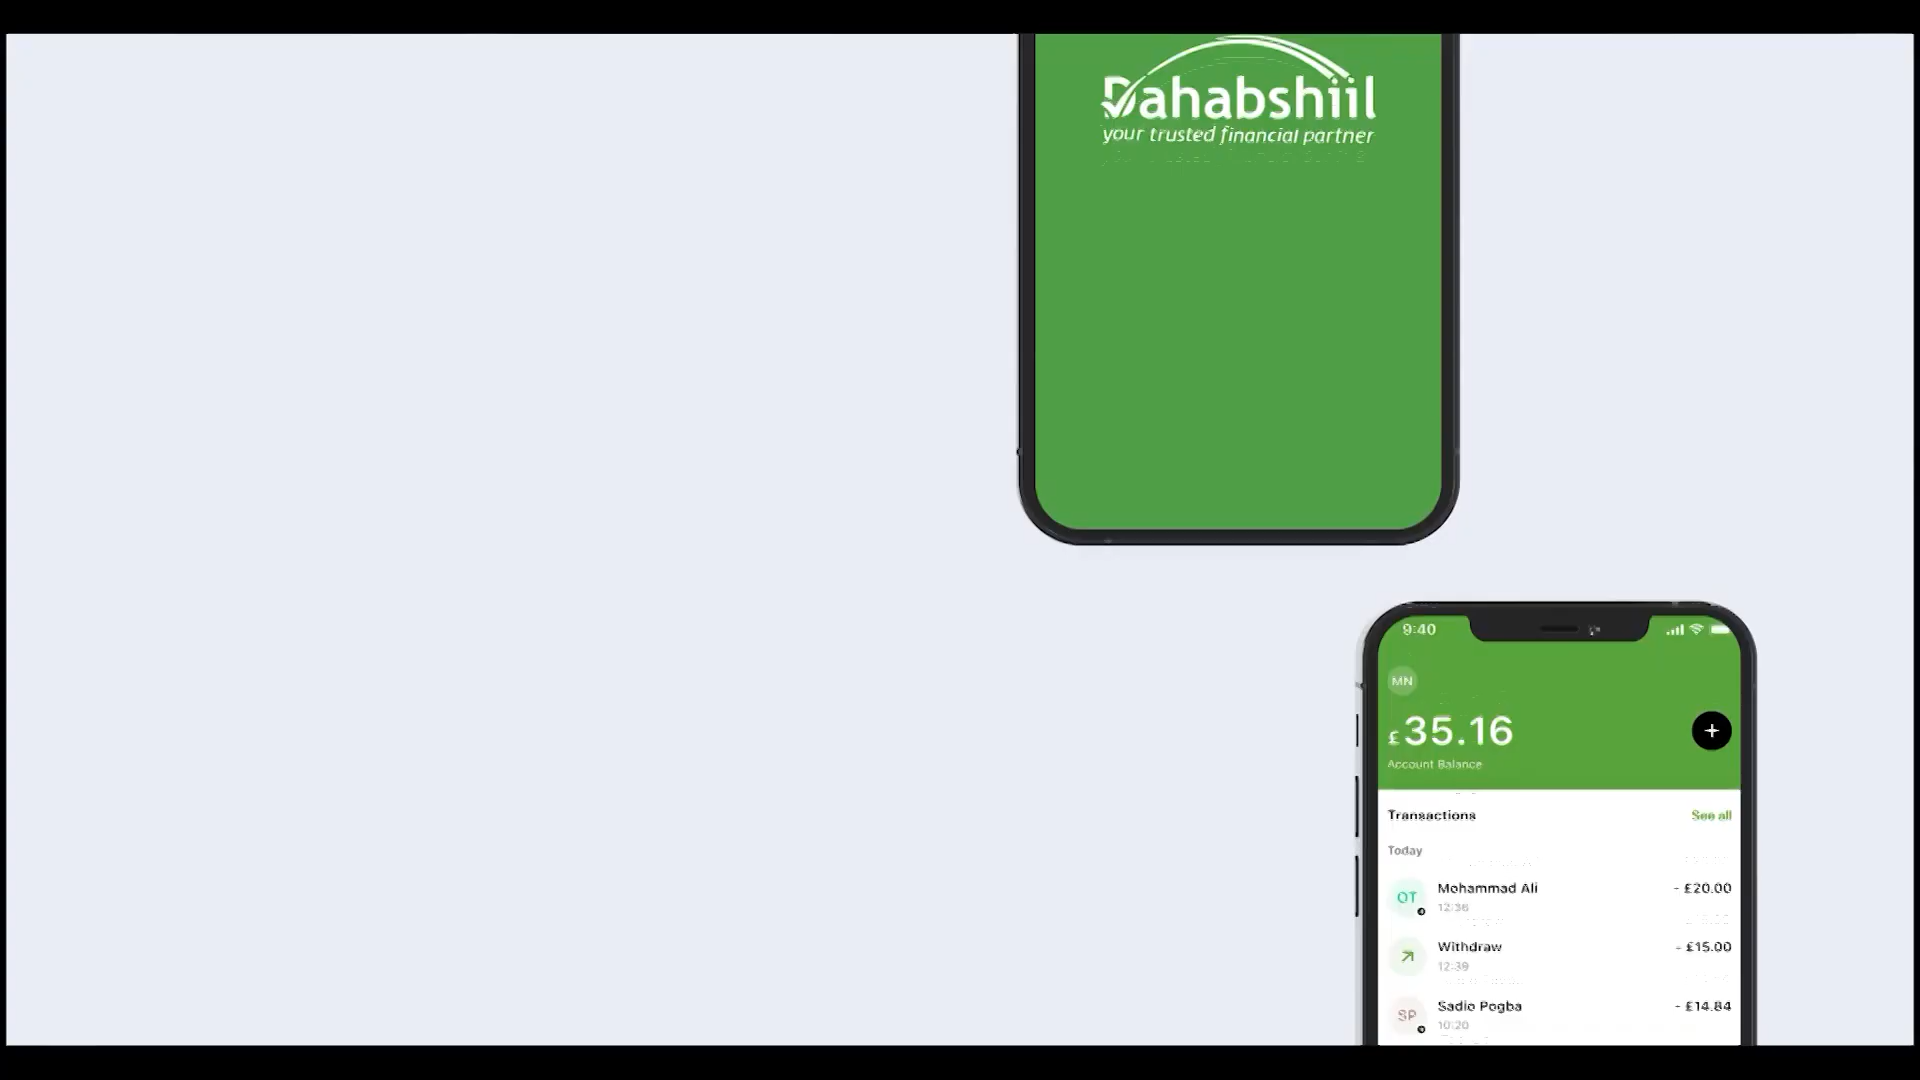 Dahabshiil
your trusted financial partner
9:40
MN
£35.16
Account Balance
Transactions
See all
Today
OT
Mohammad Ali
- £20.00
12:36
Withdraw
- £15.00
12:39
SP
Sadio Pogba
- £14.84
10:20